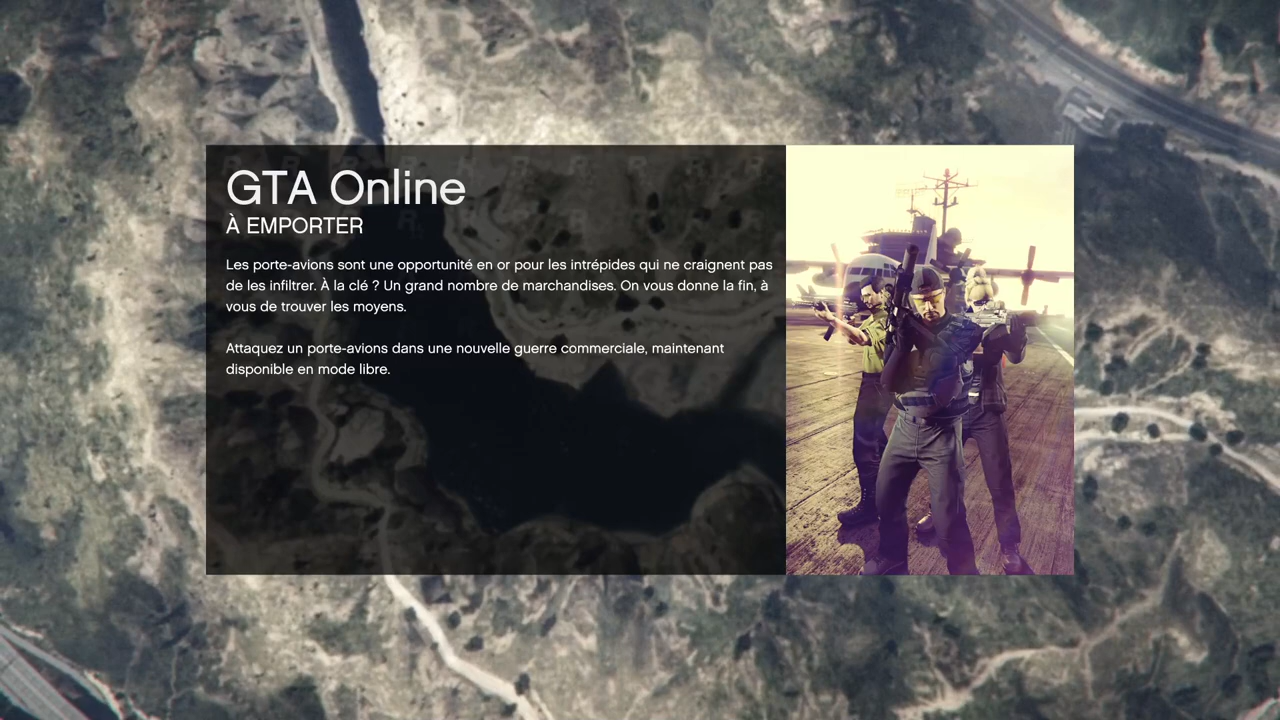 GTA Online
À EMPORTER
Les porte-avions sont une opportunité en or pour les intrépides qui ne craignent pas
de les infiltrer. À la clé ? Un grand nombre de marchandises. On vous donne la fin, à
vous de trouver les moyens.
Attaquez un porte-avions dans une nouvelle guerre commerciale, maintenant
disponible en mode libre.